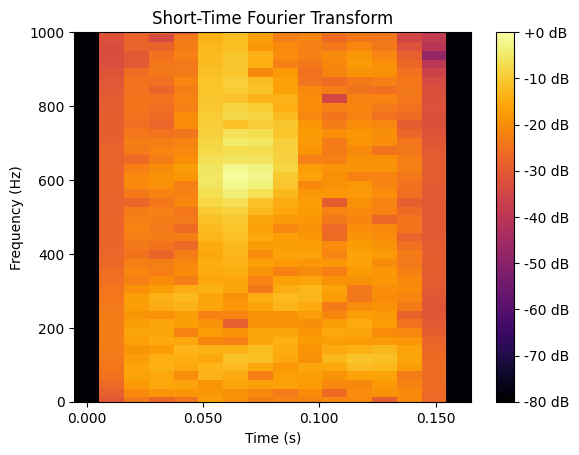 Short-Time Fourier Transform
1000
800
600
400
200
0
Frequency (Hz)
0.000
0.050
0.100
0.150
Time (s)
+0 dB
-10 dB
-20 dB
-30 dB
-40 dB
-50 dB
-60 dB
-70 dB
-80 dB